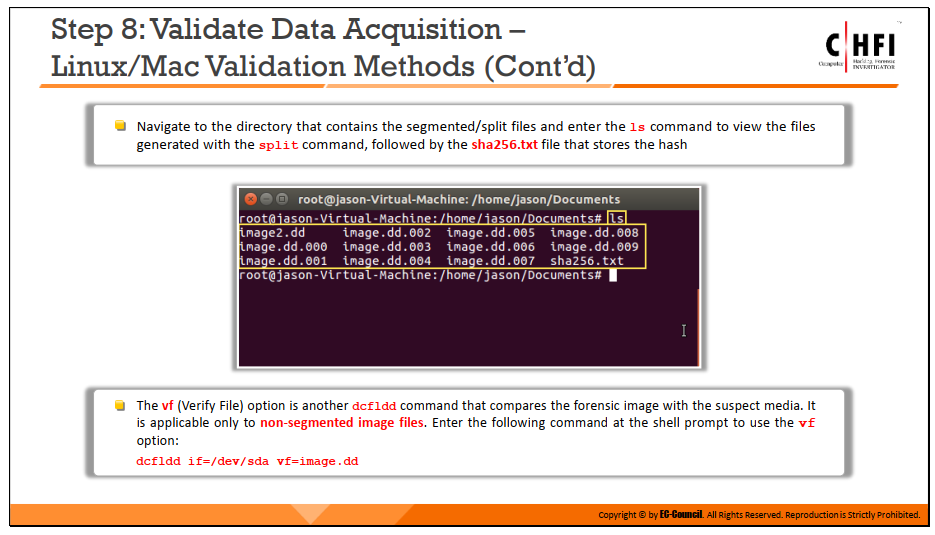 Step 8: Validate Data Acquisition –
Linux/Mac Validation Methods (Cont'd)
C HFI
Computer Hacking Forensic
INVESTIGATOR
Navigate to the directory that contains the segmented/split files and enter the ls command to view the files
generated with the split command, followed by the sha256.txt file that stores the hash
root@jason-Virtual-Machine: /home/jason/Documents
root@jason-Virtual-Machine:/home/jason/Documents# ls
image2.dd image.dd.002 image.dd.005 image.dd.008
image.dd.000 image.dd.003 image.dd.006 image.dd.009
image.dd.001 image.dd.004 image.dd.007 sha256.txt
root@jason-Virtual-Machine:/home/jason/Documents#
The vf (Verify File) option is another dcfldd command that compares the forensic image with the suspect media. It
is applicable only to non-segmented image files. Enter the following command at the shell prompt to use the vf
option:
dcfldd if=/dev/sda vf=image.dd
Copyright © by EC-Council. All Rights Reserved. Reproduction is Strictly Prohibited.